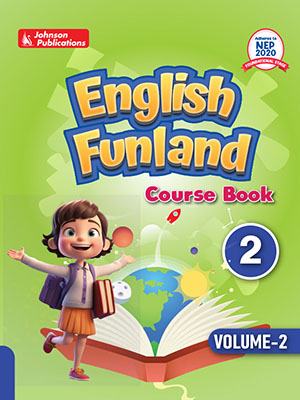 Johnson
Publications
Adheres to
NEP
2020
FOUNDATIONAL STAGE
English
Funland
Course Book
2
VOLUME-2